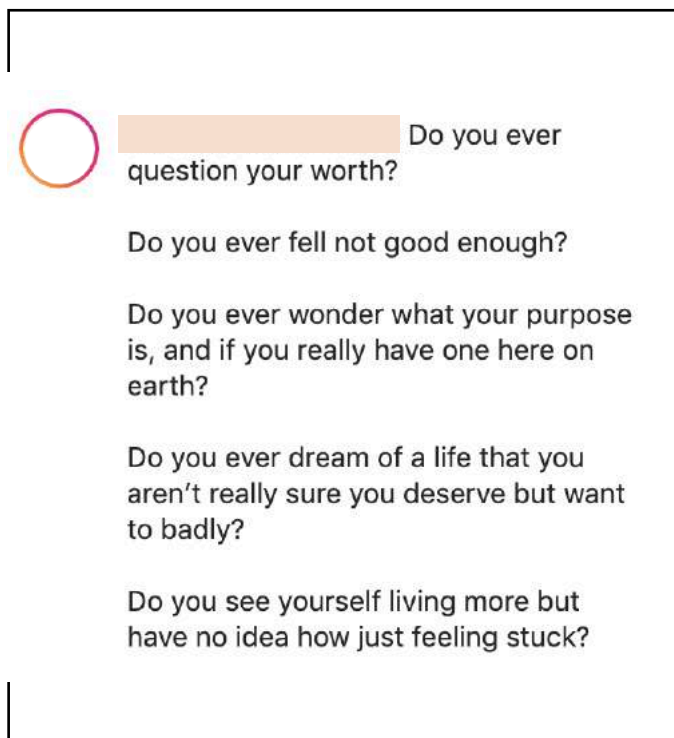 Do you ever
question your worth?
Do you ever fell not good enough?
Do you ever wonder what your purpose
is, and if you really have one here on
earth?
Do you ever dream of a life that you
aren't really sure you deserve but want
to badly?
Do you see yourself living more but
have no idea how just feeling stuck?